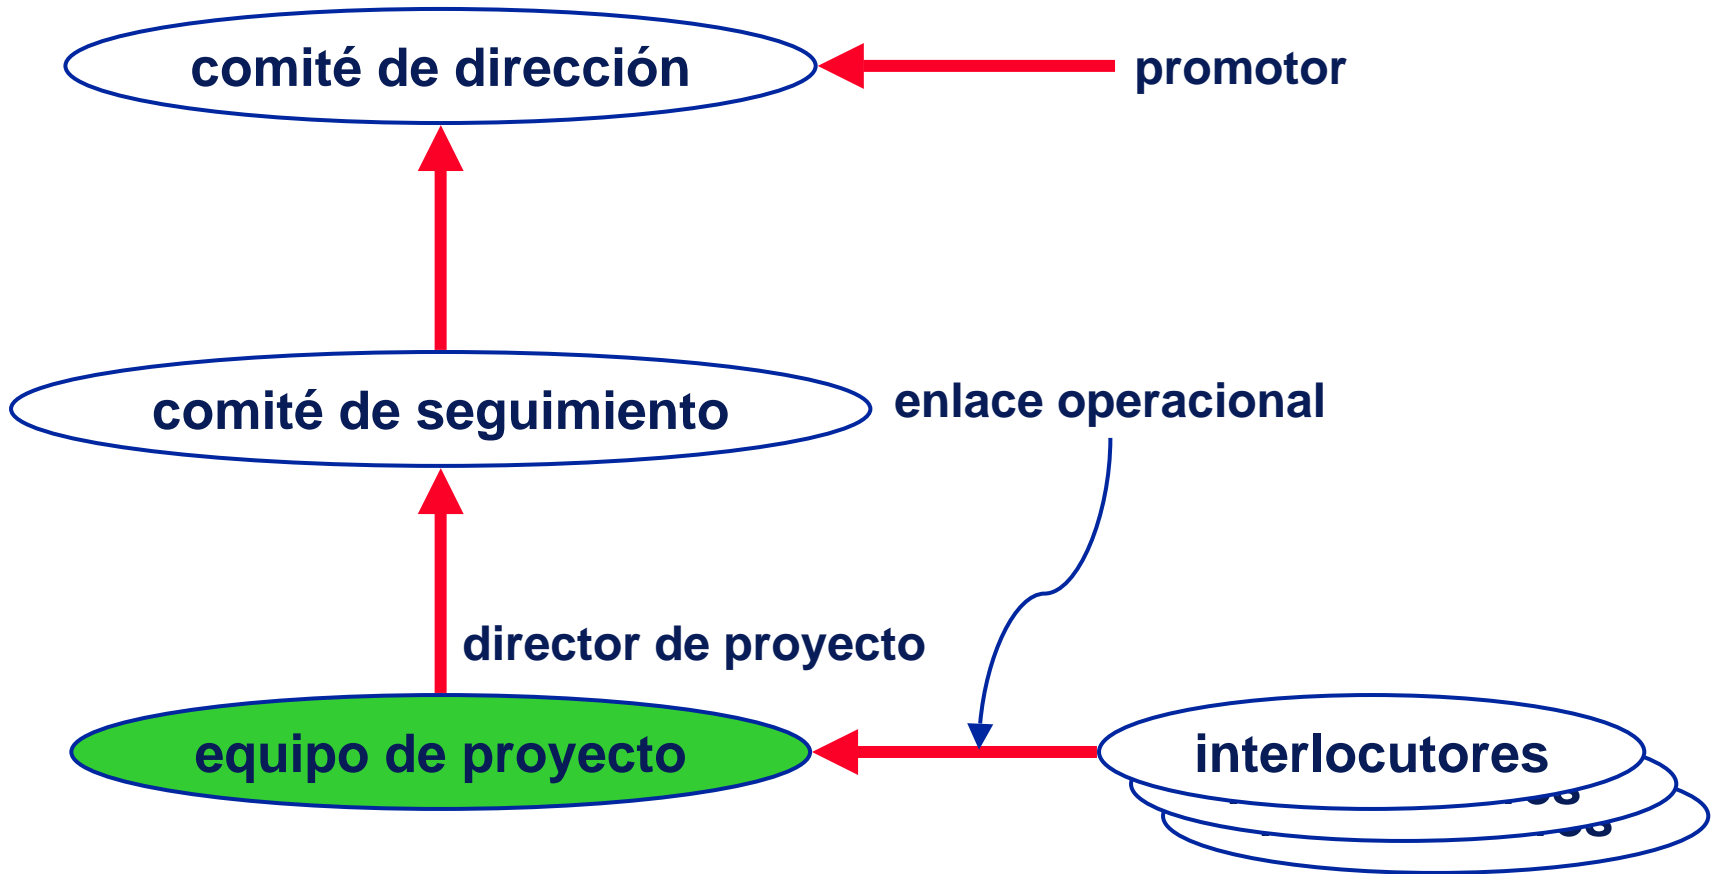 comité de dirección
promotor
comité de seguimiento
enlace operacional
director de proyecto
equipo de proyecto
interlocutores